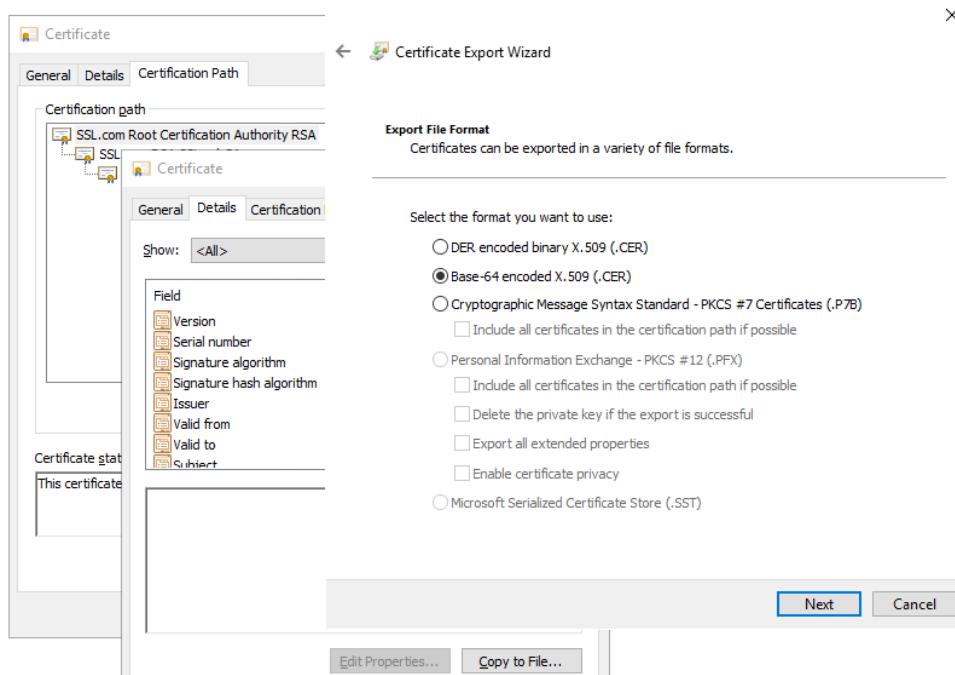 Certificate
General Details Certification Path
Certification path
SSL.com Root Certification Authority RSA
SSL
Certificate stat
This certificate
Certificate
General Details Certification
Show: <All>
Field
Version
Serial number
Signature algorithm
Signature hash algorithm
Issuer
Valid from
Valid to
Subject
Edit Properties... Copy to File...
Certificate Export Wizard
Export File Format
Certificates can be exported in a variety of file formats.
Select the format you want to use:
DER encoded binary X.509 (.CER)
Base-64 encoded X.509 (.CER)
Cryptographic Message Syntax Standard - PKCS #7 Certificates (.P7B)
Include all certificates in the certification path if possible
Personal Information Exchange - PKCS #12 (.PFX)
Include all certificates in the certification path if possible
Delete the private key if the export is successful
Export all extended properties
Enable certificate privacy
Microsoft Serialized Certificate Store (.SST)
Next Cancel